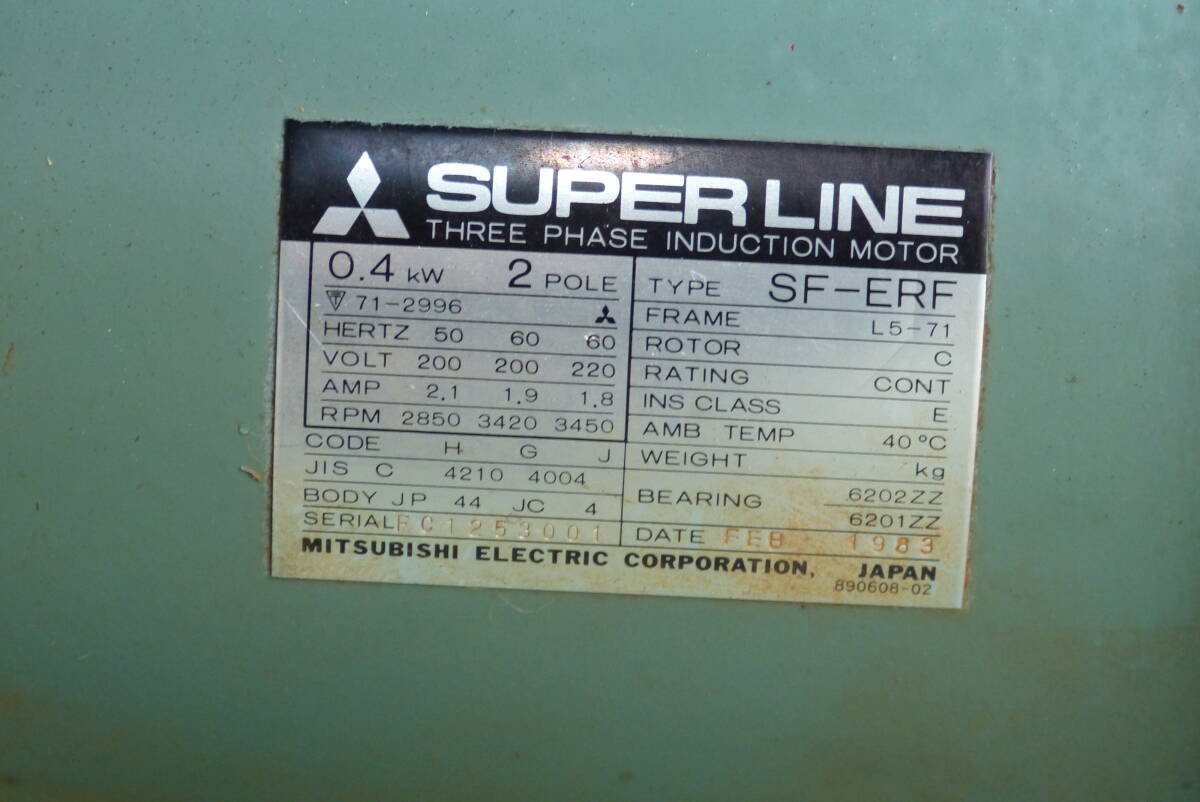 SUPER LINE
THREE PHASE INDUCTION MOTOR
0.4 kW 2 POLE
71-2996
HERTZ 50 60 60
VOLT 200 200 220
AMP 2.1 1.9 1.8
RPM 2850 3420 3450
CODE H G J
JIS C 4210 4004
BODY JP 44 JC 4
SERIAL EC1253001
TYPE SF-ERF
FRAME L5-71
ROTOR C
RATING CONT
INS CLASS E
AMB TEMP 40°C
WEIGHT kg
BEARING 6202ZZ
6201ZZ
DATE FEB 1983
MITSUBISHI ELECTRIC CORPORATION, JAPAN
890608-02